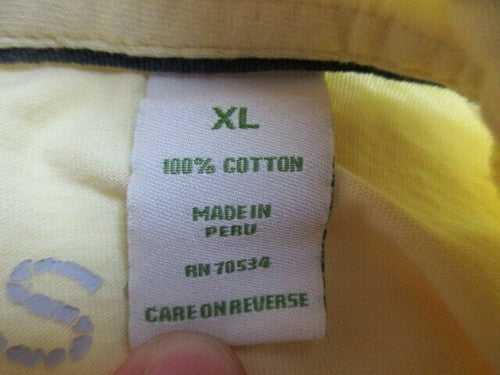 XL
100% COTTON
MADE IN
PERU
RN 70534
CARE ON REVERSE
S